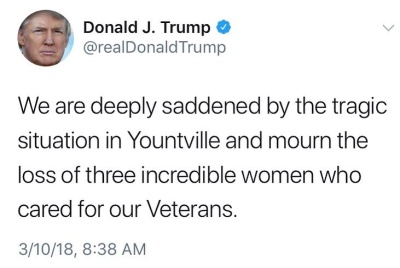 Donald J. Trump
@realDonaldTrump
We are deeply saddened by the tragic
situation in Yountville and mourn the
loss of three incredible women who
cared for our Veterans.
3/10/18, 8:38 AM